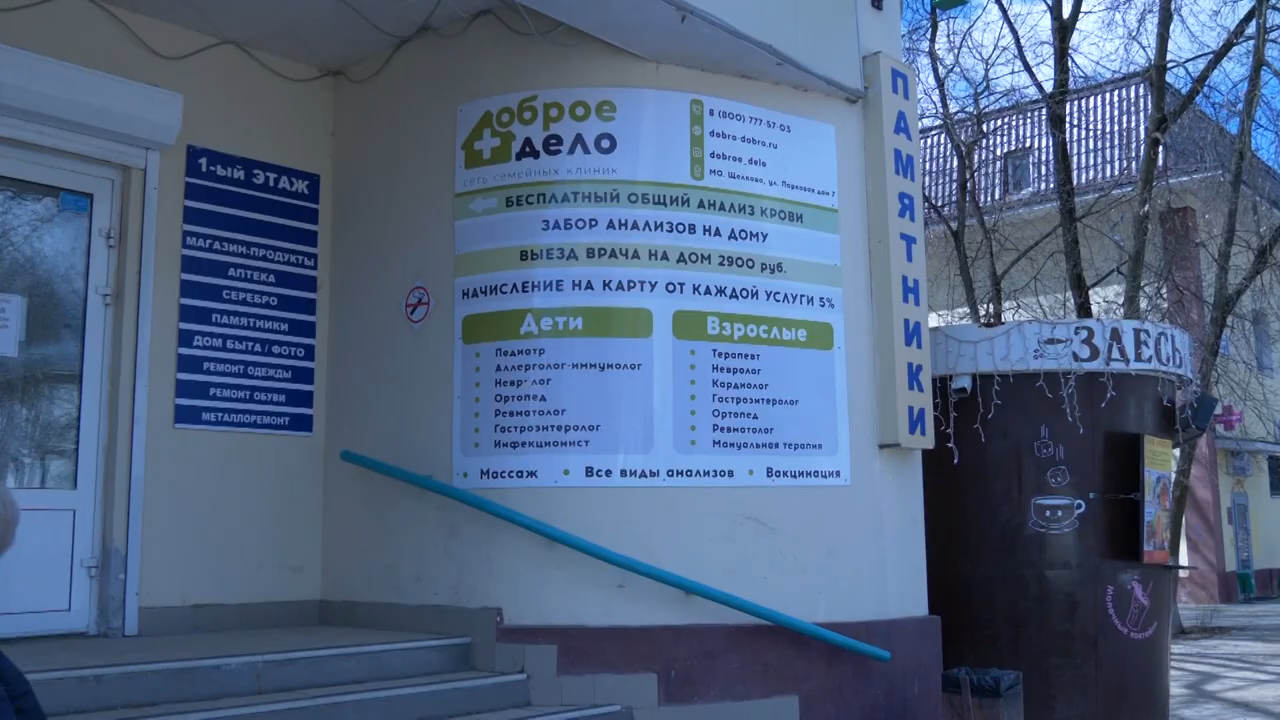 1-ый ЭТАЖ
МАГАЗИН-ПРОДУКТЫ
АПТЕКА
СЕРЕБРО
ПАМЯТНИКИ
ДОМ БЫТА / ФОТО
РЕМОНТ ОДЕЖДЫ
РЕМОНТ ОБУВИ
МЕТАЛЛОРЕМОНТ
доброе
дело
сеть семейных клиник
8 (800) 777-57-03
dobro-dobro.ru
dobroe_delo
МО. Щелково, ул. Парковая дом 7
БЕСПЛАТНЫЙ ОБЩИЙ АНАЛИЗ КРОВИ
ЗАБОР АНАЛИЗОВ НА ДОМУ
ВЫЕЗД ВРАЧА НА ДОМ 2900 руб.
НАЧИСЛЕНИЕ НА КАРТУ ОТ КАЖДОЙ УСЛУГИ 5%
Дети
Педиатр
Аллерголог-иммунолог
Невролог
Ортопед
Ревматолог
Гастроэнтеролог
Инфекционист
Взрослые
Терапевт
Невролог
Кардиолог
Гастроэнтеролог
Ортопед
Ревматолог
Мануальная терапия
Массаж
Все виды анализов
Вакцинация
ПАМЯТНИКИ
ЗДЕСЬ
Молочные коктейли